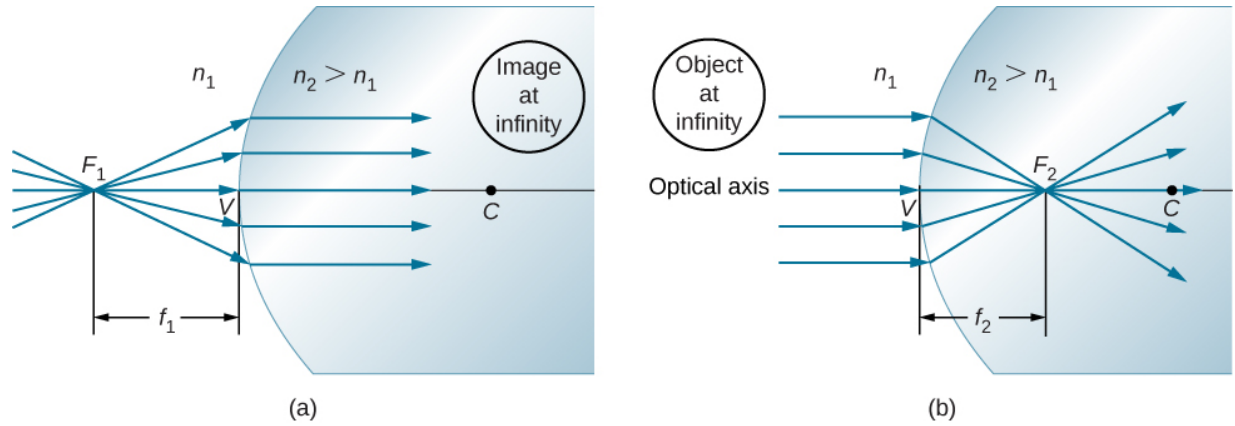 n₁
n₂ > n₁
Image
at
infinity
F₁
V
C
f₁
(a)
Object
at
infinity
n₁
n₂ > n₁
Optical axis
F₂
V
C
f₂
(b)